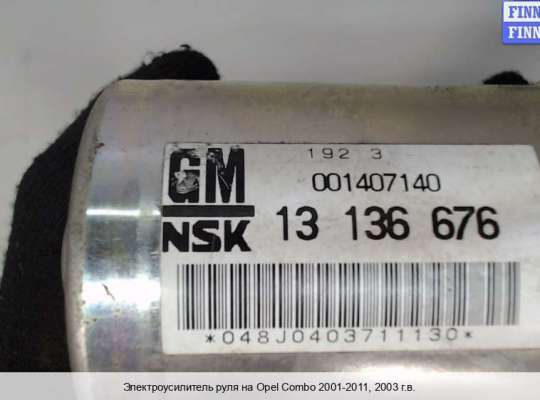 FINN
FINN
192 3
GM
001407140
NSK
13 136 676
*048J0403711130*
Электроусилитель руля на Opel Combo 2001-2011, 2003 г.в.